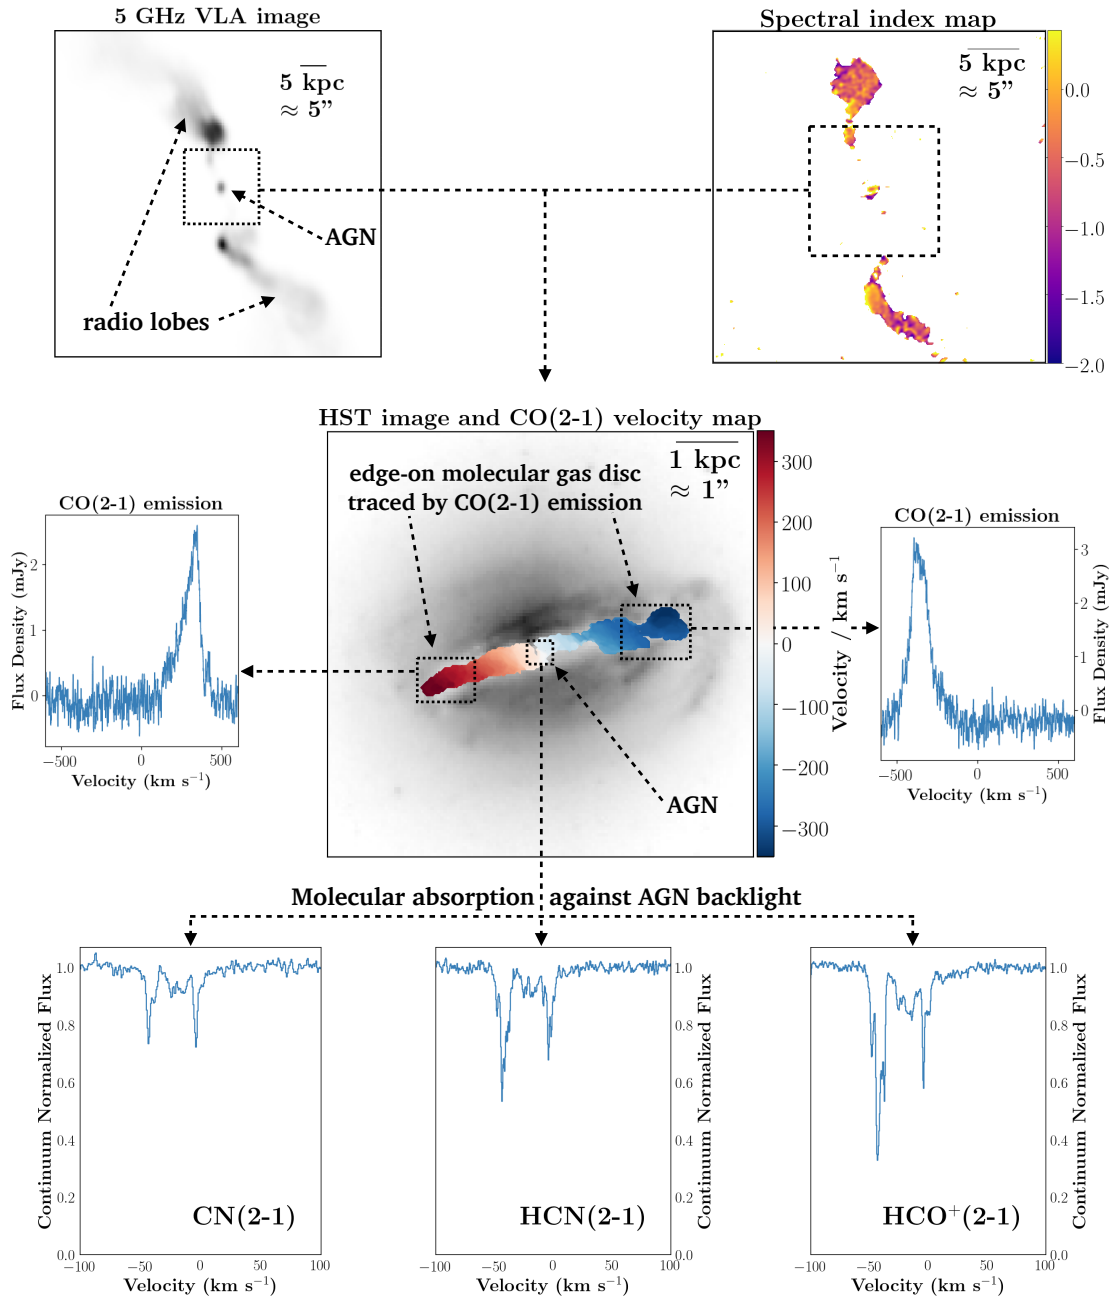 5 GHz VLA image
5 kpc
≈ 5”
AGN
radio lobes
Spectral index map
5 kpc
≈ 5”
0.0
−0.5
−1.0
−1.5
−2.0
HST image and CO(2-1) velocity map
1 kpc
≈ 1”
edge-on molecular gas disc
traced by CO(2-1) emission
AGN
300
200
100
0
−100
−200
−300
Velocity / km s⁻¹
CO(2-1) emission
Flux Density (mJy)
2
1
0
−500 0 500
Velocity (km s⁻¹)
CO(2-1) emission
3
2
1
0
Flux Density (mJy)
−500 0 500
Velocity (km s⁻¹)
Molecular absorption against AGN backlight
Continuum Normalized Flux
1.0
0.8
0.6
0.4
0.2
0.0
CN(2-1)
−100 −50 0 50 100
Velocity (km s⁻¹)
1.0
0.8
0.6
0.4
0.2
0.0
Continuum Normalized Flux
HCN(2-1)
−100 −50 0 50 100
Velocity (km s⁻¹)
1.0
0.8
0.6
0.4
0.2
0.0
Continuum Normalized Flux
HCO⁺(2-1)
−100 −50 0 50 100
Velocity (km s⁻¹)